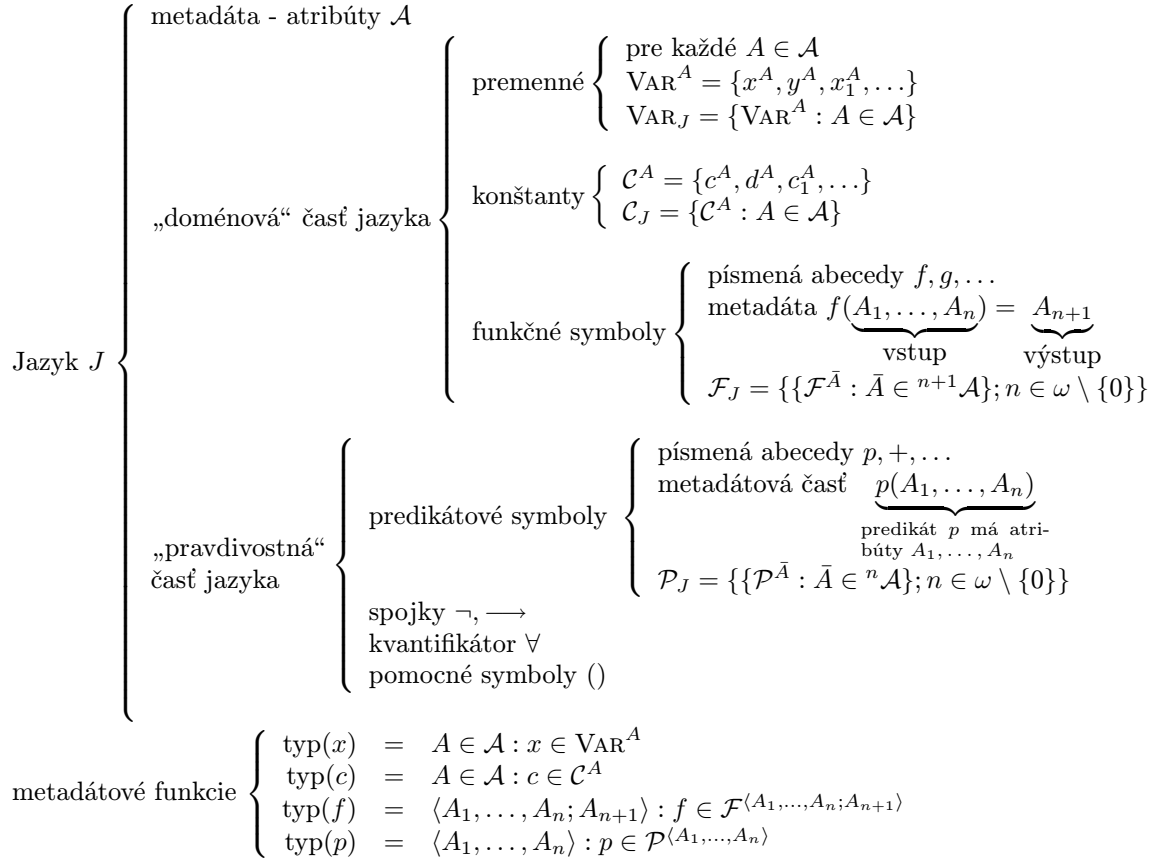 metadáta - atribúty 𝒜
pre každé A ∈ 𝒜
premenné
VAR^A = {x^A, y^A, x_1^A, …}
VAR_J = {VAR^A : A ∈ 𝒜}
konštanty
𝒞^A = {c^A, d^A, c_1^A, …}
𝒞_J = {𝒞^A : A ∈ 𝒜}
„doménová“ časť jazyka
písmená abecedy f, g, …
metadáta f(A_1, …, A_n) = A_{n+1}
funkčné symboly
vstup výstup
Jazyk J
ℱ_J = {{ℱ^Ā : Ā ∈ ^{n+1}𝒜}; n ∈ ω \ {0}}
písmená abecedy p, +, …
metadátová časť p(A_1, …, A_n)
predikátové symboly
predikát p má atri-
búty A_1, …, A_n
„pravdivostná“
časť jazyka
𝒫_J = {{𝒫^Ā : Ā ∈ ^n𝒜}; n ∈ ω \ {0}}
spojky ¬, ⟶
kvantifikátor ∀
pomocné symboly ()
metadátové funkcie
typ(x) = A ∈ 𝒜 : x ∈ VAR^A
typ(c) = A ∈ 𝒜 : c ∈ 𝒞^A
typ(f) = ⟨A_1, …, A_n; A_{n+1}⟩ : f ∈ ℱ^{⟨A_1,…,A_n;A_{n+1}⟩}
typ(p) = ⟨A_1, …, A_n⟩ : p ∈ 𝒫^{⟨A_1,…,A_n⟩}